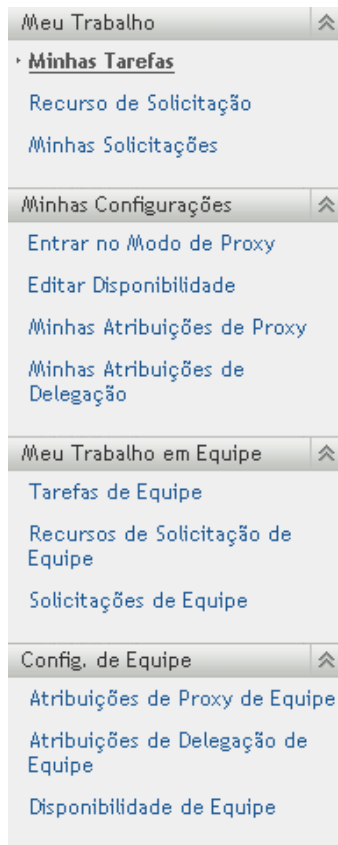 Meu Trabalho
Minhas Tarefas
Recurso de Solicitação
Minhas Solicitações
Minhas Configurações
Entrar no Modo de Proxy
Editar Disponibilidade
Minhas Atribuições de Proxy
Minhas Atribuições de
Delegação
Meu Trabalho em Equipe
Tarefas de Equipe
Recursos de Solicitação de
Equipe
Solicitações de Equipe
Config. de Equipe
Atribuições de Proxy de Equipe
Atribuições de Delegação de
Equipe
Disponibilidade de Equipe